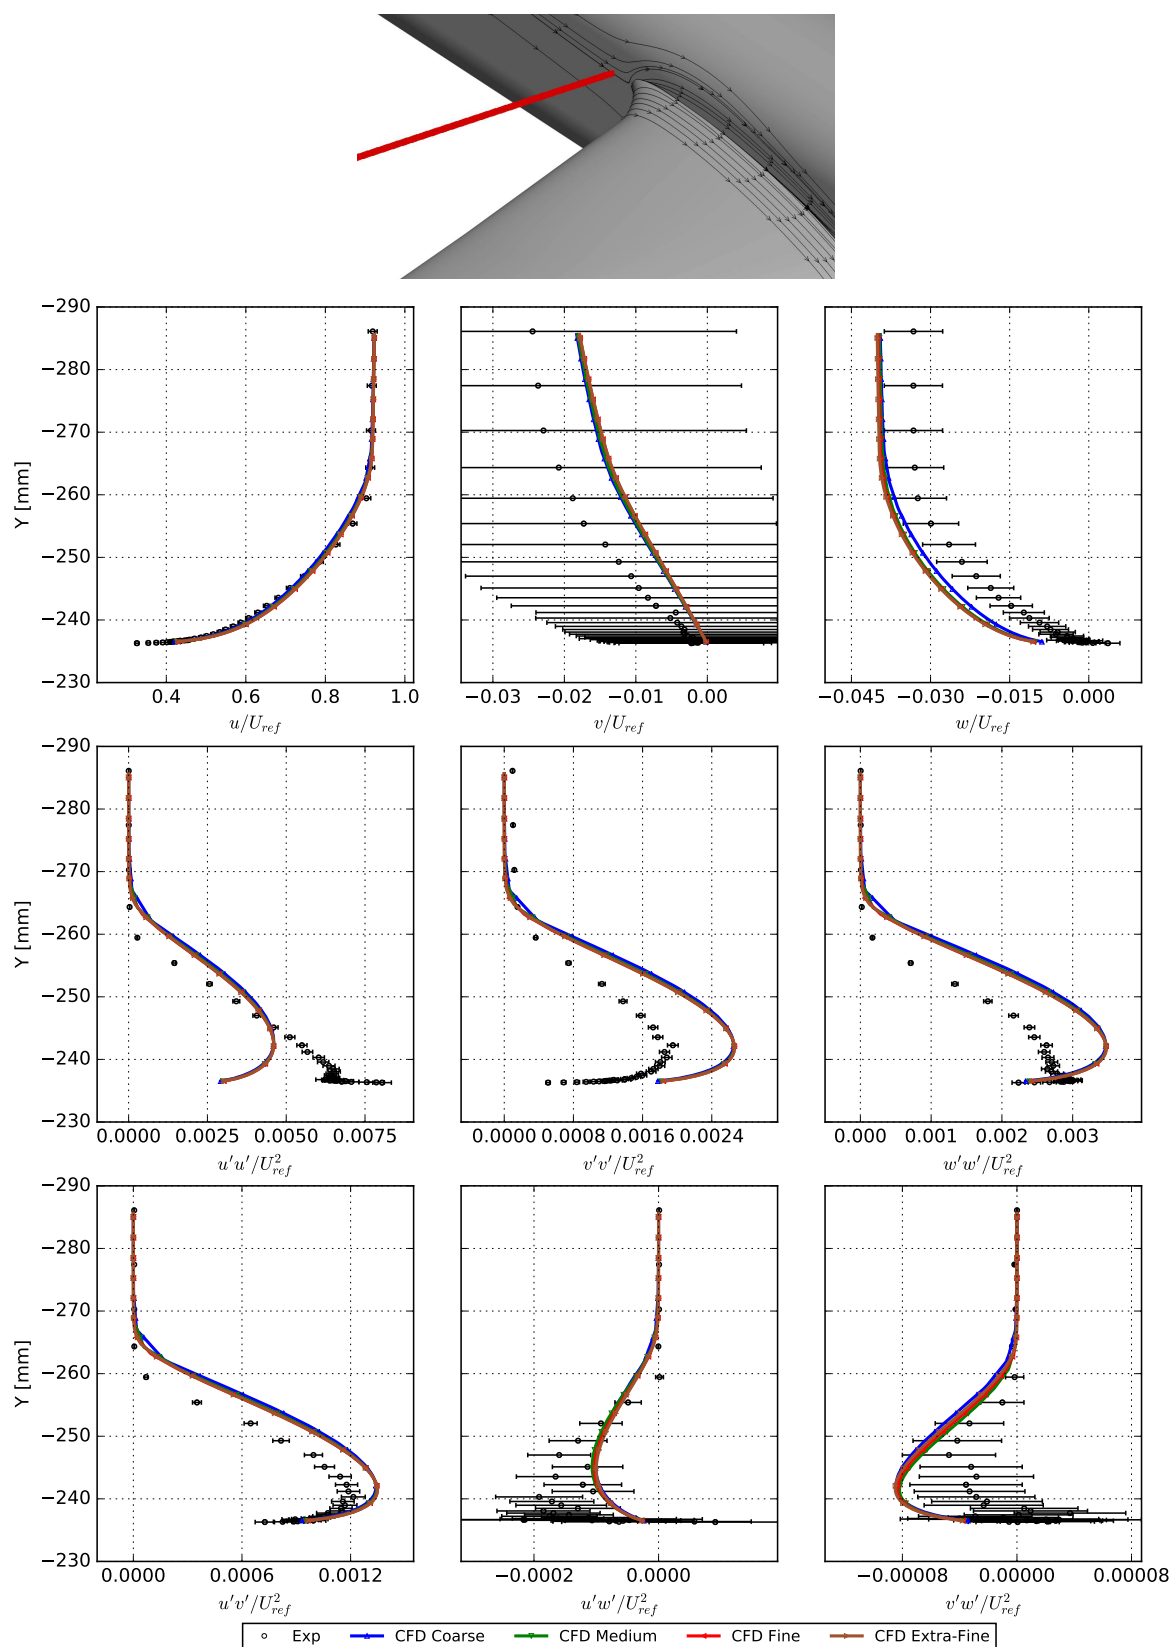 −290
−280
−270
−260
−250
−240
−230
Y [mm]
0.4 0.6 0.8 1.0
u/U_ref
−0.03 −0.02 −0.01 0.00
v/U_ref
−0.045 −0.030 −0.015 0.000
w/U_ref
−290
−280
−270
−260
−250
−240
−230
Y [mm]
0.0000 0.0025 0.0050 0.0075
u′u′/U²_ref
0.0000 0.0008 0.0016 0.0024
v′v′/U²_ref
0.000 0.001 0.002 0.003
w′w′/U²_ref
−290
−280
−270
−260
−250
−240
−230
Y [mm]
0.0000 0.0006 0.0012
u′v′/U²_ref
−0.0002 0.0000
u′w′/U²_ref
−0.00008 0.00000 0.00008
v′w′/U²_ref
Exp CFD Coarse CFD Medium CFD Fine CFD Extra-Fine